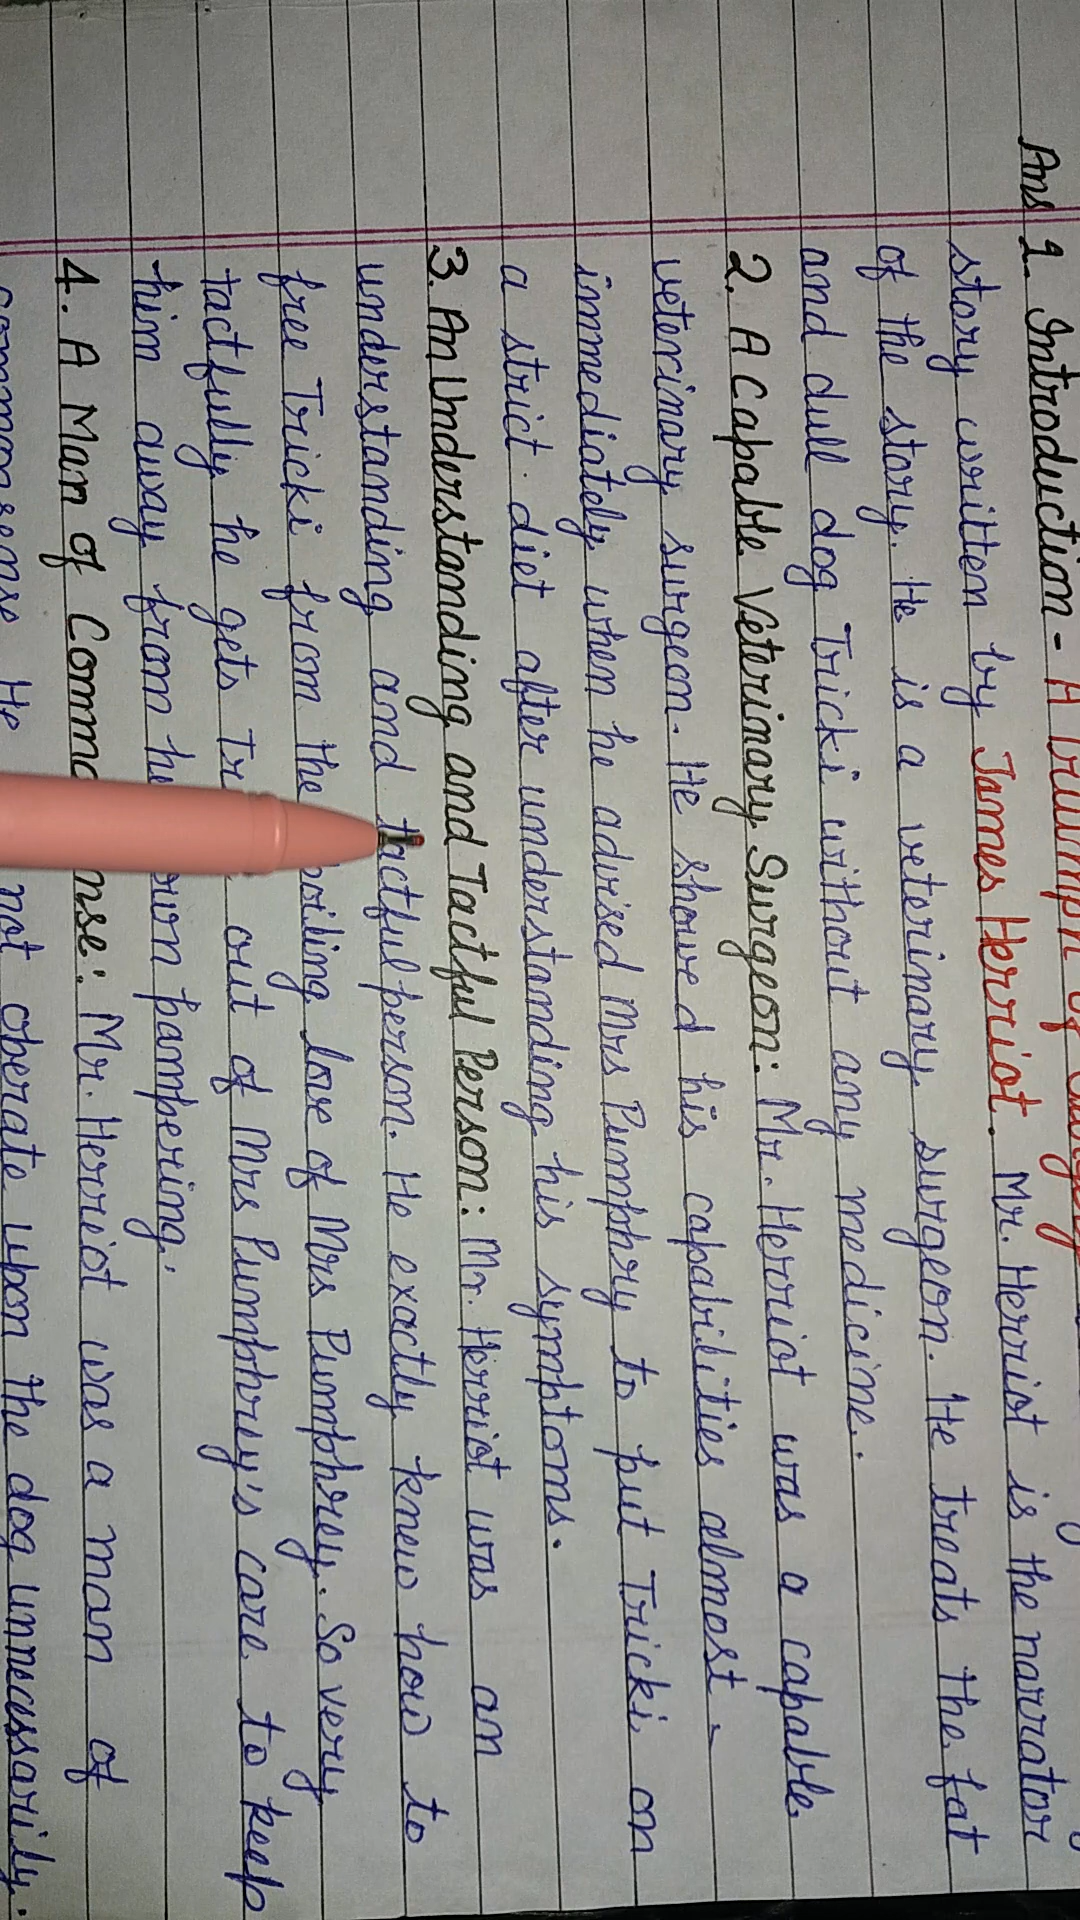 Ans 1. Introduction - A Triumph of
story written by James Herriot. Mr. Herriot is the narrator
of the story. He is a veterinary surgeon. He treats the fat
and dull dog Tricki without any medicine.
2. A Capable Veterinary Surgeon: Mr. Herriot was a capable
veterinary surgeon. He showed his capabilities almost
immediately when he advised Mrs Pumphry to put Tricki on
a strict diet after understanding his symptoms.
3. An Understanding and Tactful Person: Mr. Herriot was an
understanding and tactful person. He exactly knew how to
free Tricki from the love of Mrs Pumphrey. So very
tactfully he gets out of Mrs Pumphrey's care to keep
him away from pampering.
4. A Man of : Mr. Herriot was a man of
He not operate upon the dog unnecessarily.